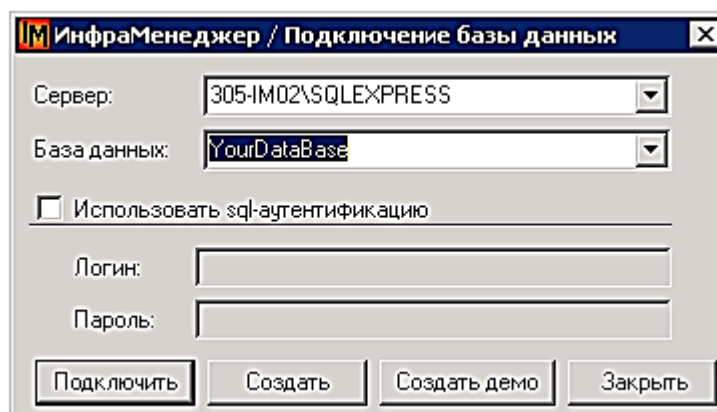 IM ИнфраМенеджер / Подключение базы данных
Сервер: 305-IM02\SQLEXPRESS
База данных: YourDataBase
Использовать sql-аутентификацию
Логин:
Пароль:
Подключить Создать Создать демо Закрыть